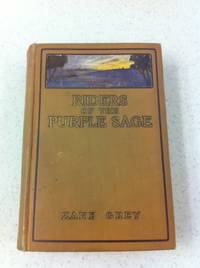 RIDERS
OF THE
PURPLE SAGE
ZANE GREY